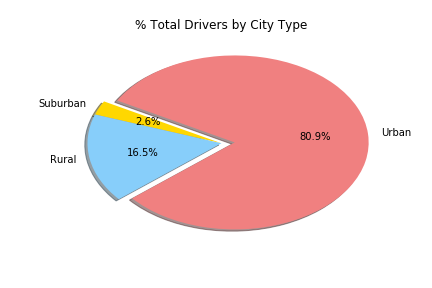 % Total Drivers by City Type
Suburban
2.6%
Rural
16.5%
80.9%
Urban